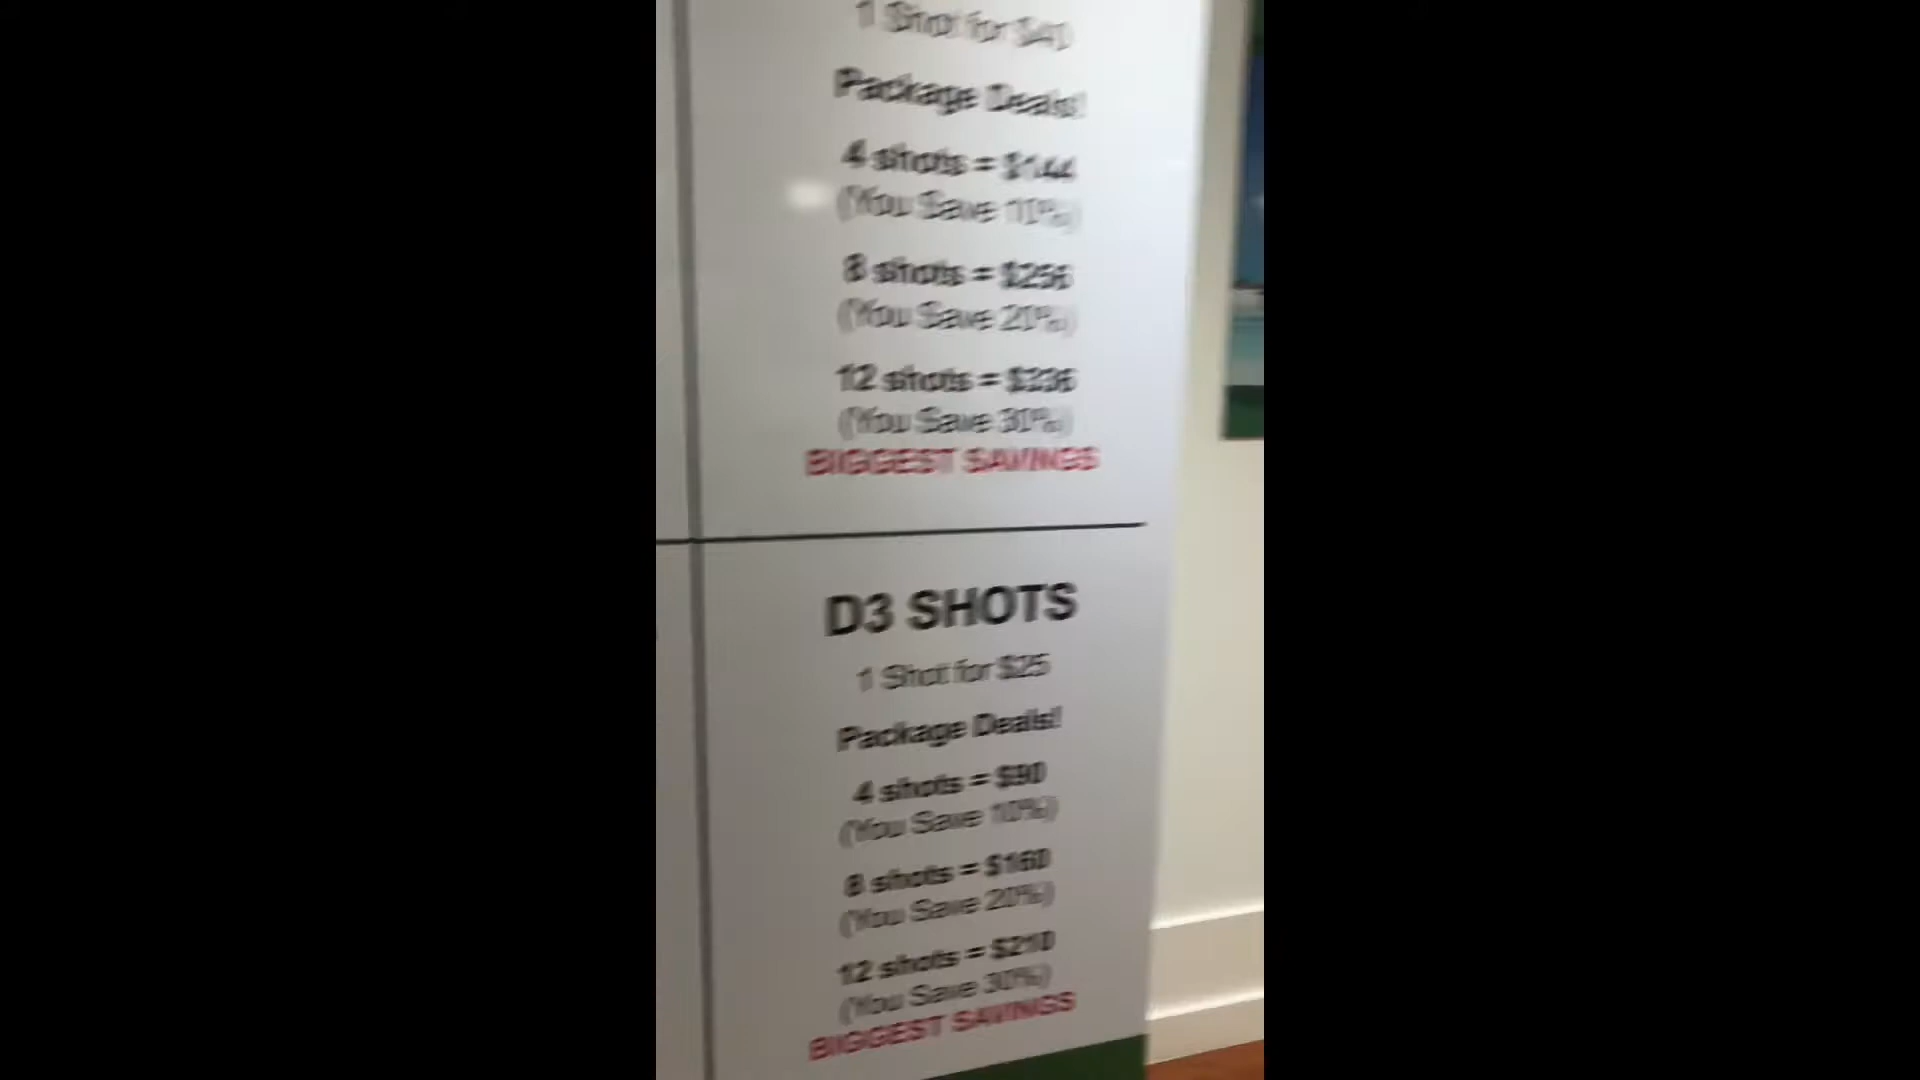 1 Shot for $40
Package Deals!
4 shots = $144
(You Save 10%)
8 shots = $256
(You Save 20%)
12 shots = $336
(You Save 30%)
BIGGEST SAVINGS
D3 SHOTS
1 Shot for $25
Package Deals!
4 shots = $90
(You Save 10%)
8 shots = $160
(You Save 20%)
12 shots = $210
(You Save 30%)
BIGGEST SAVINGS